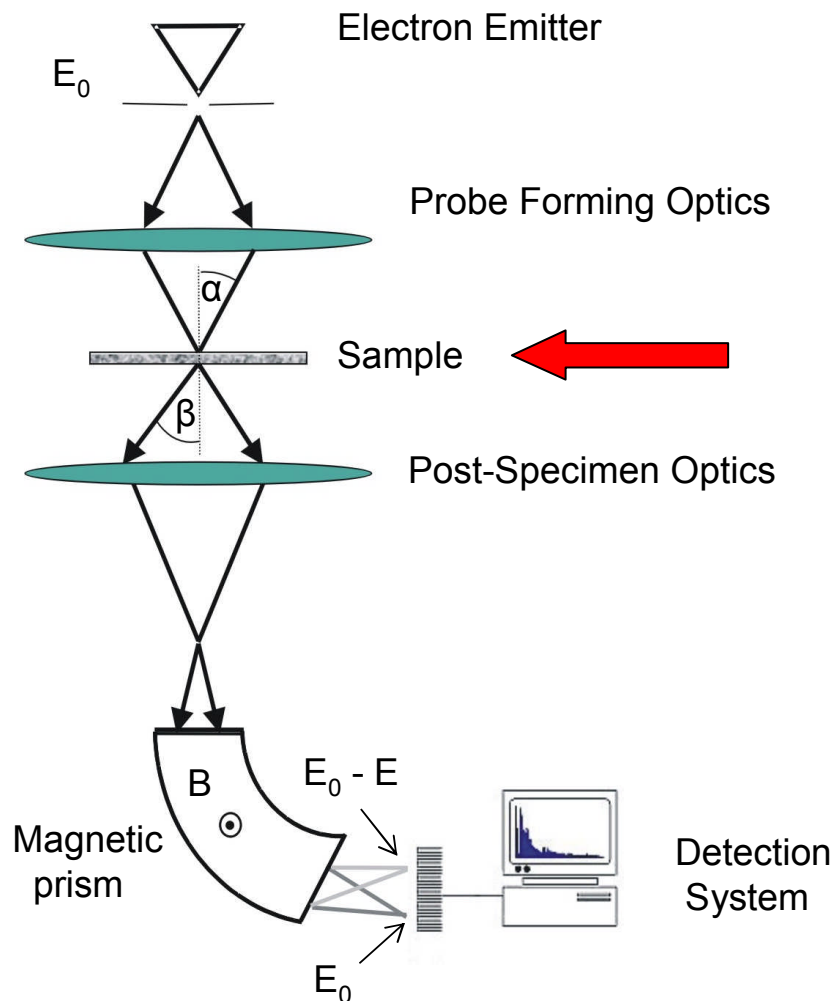 Electron Emitter
E₀
Probe Forming Optics
α
Sample
β
Post-Specimen Optics
E₀ - E
B
Magnetic
prism
Detection
System
E₀